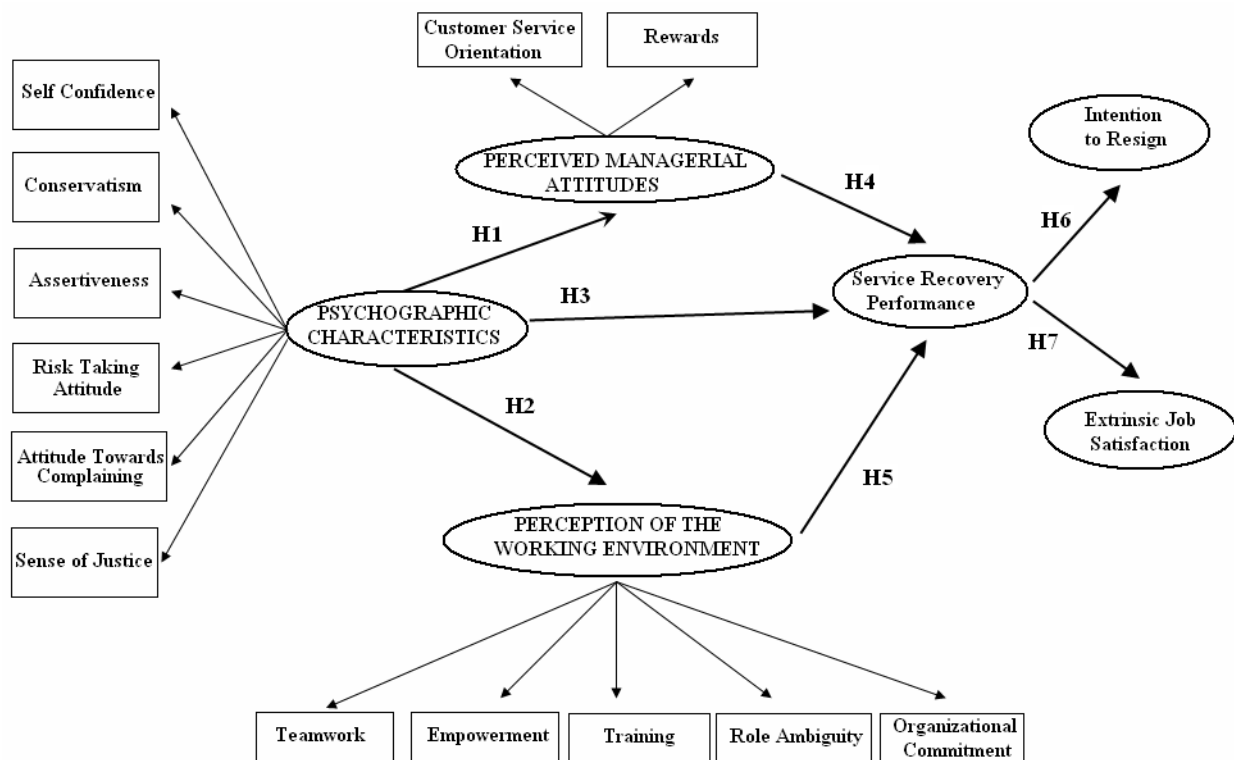 Customer Service
Orientation
Rewards
Self Confidence
Intention
to Resign
PERCEIVED MANAGERIAL
ATTITUDES
Conservatism
H4
H6
H1
Assertiveness
Service Recovery
Performance
H3
PSYCHOGRAPHIC
CHARACTERISTICS
H7
Risk Taking
Attitude
H2
Extrinsic Job
Satisfaction
Attitude Towards
Complaining
H5
PERCEPTION OF THE
WORKING ENVIRONMENT
Sense of Justice
Teamwork
Empowerment
Training
Role Ambiguity
Organizational
Commitment